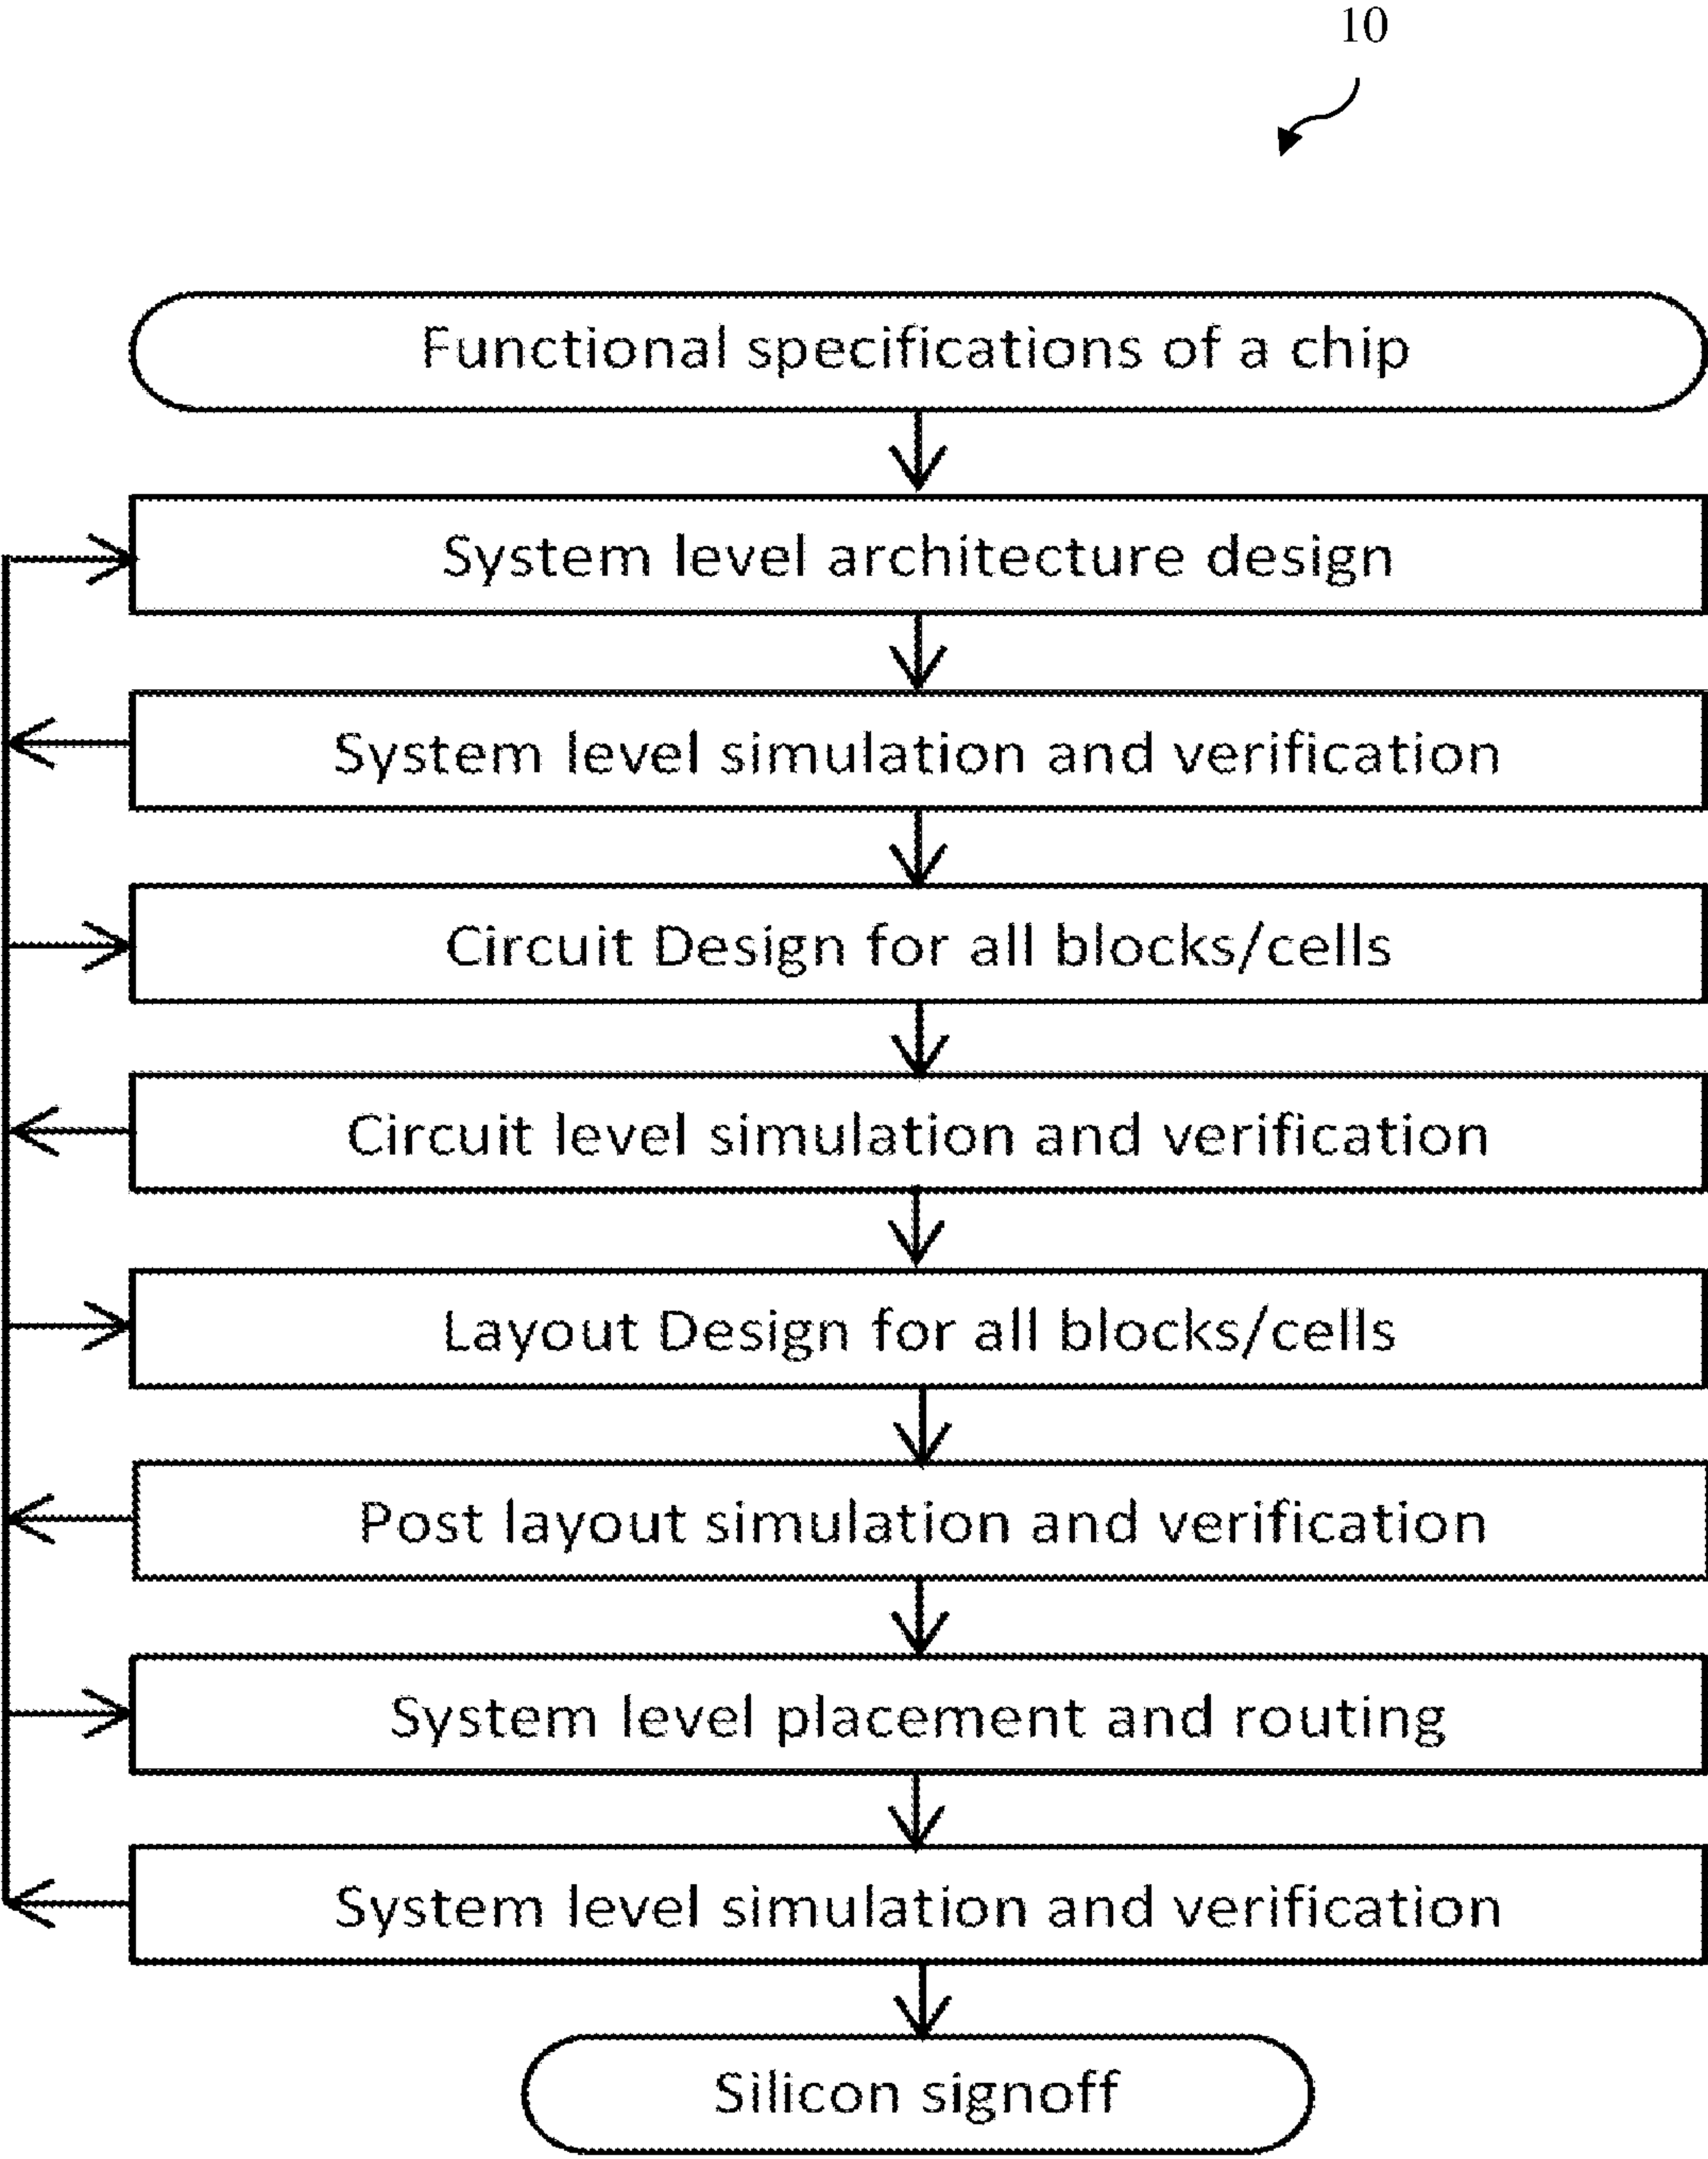 10
Functional specifications of a chip
System level architecture design
System level simulation and verification
Circuit Design for all blocks/cells
Circuit level simulation and verification
Layout Design for all blocks/cells
Post layout simulation and verification
System level placement and routing
System level simulation and verification
Silicon signoff